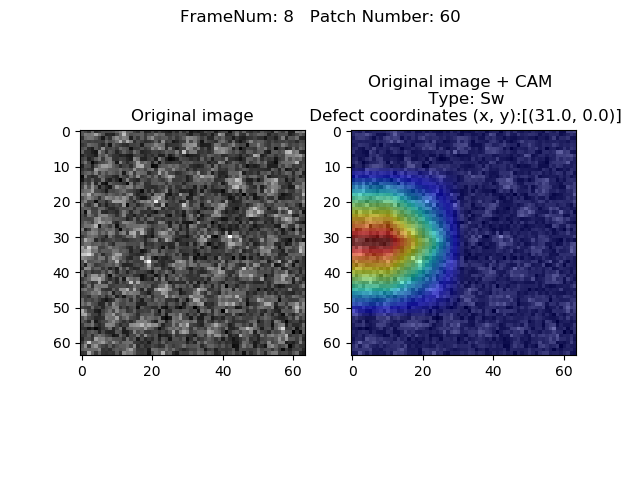 FrameNum: 8   Patch Number: 60
Original image
Original image + CAM
Type: Sw
Defect coordinates (x, y):[(31.0, 0.0)]
0
10
20
30
40
50
60
0 20 40 60
0
10
20
30
40
50
60
0 20 40 60